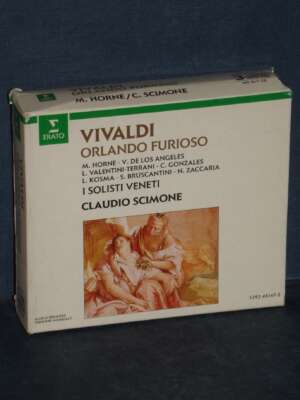 M. HORNE/C. SCIMONE
ERATO
VIVALDI
ORLANDO FURIOSO
M. HORNE - V. DE LOS ANGELES
L. VALENTINI-TERRANI - C. GONZALES
L. KOSMA - S. BRUSCANTINI - N. ZACCARIA
I SOLISTI VENETI
CLAUDIO SCIMONE